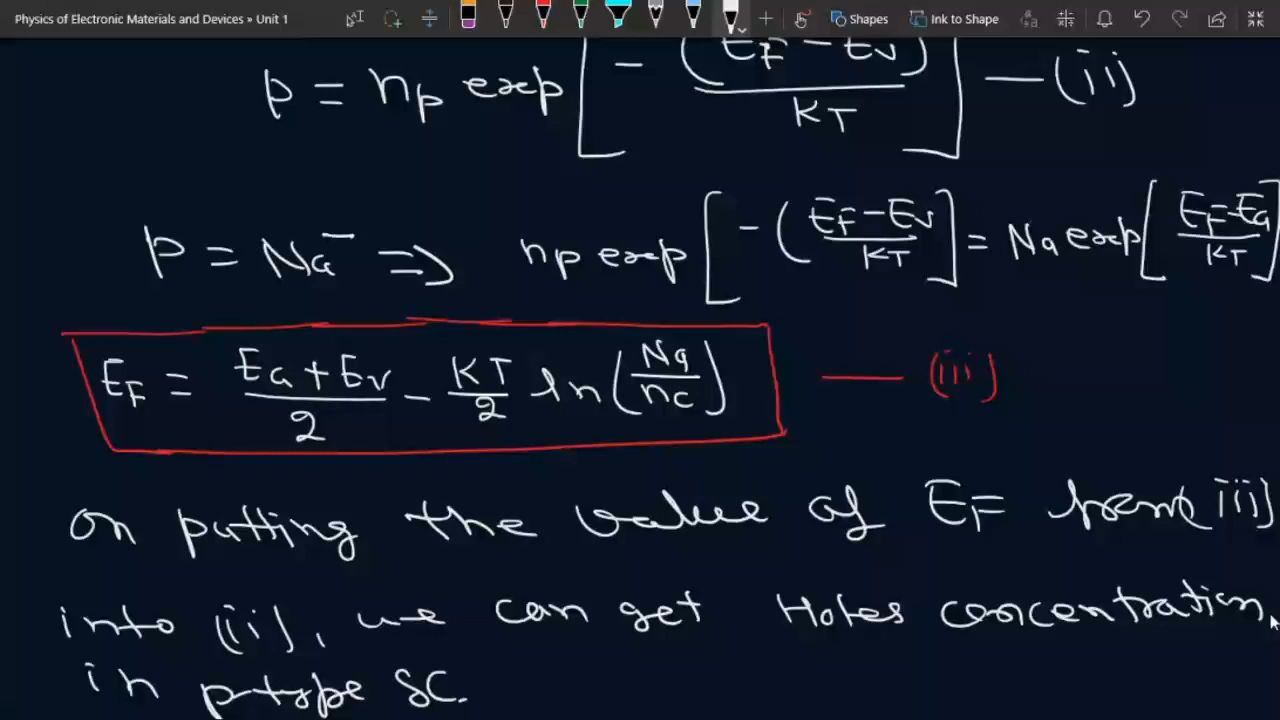 Physics of Electronic Materials and Devices » Unit 1
Shapes
Ink to Shape
p = np exp[-(EF-Ev)/KT] —(ii)
p = Na⁻ ⇒ np exp[-(EF-Ev/KT] = Na exp[EF-Ea/KT]
EF = Ea+Ev/2 - KT/2 ln(Na/nc) — (iii)
on putting the value of EF from (iii)
into (ii), we can get Holes concentration,
in p-type SC.